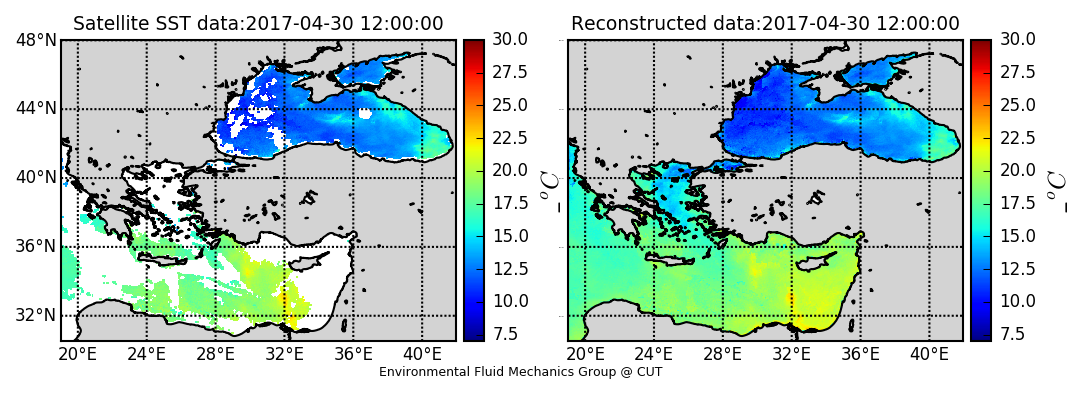 Satellite SST data:2017-04-30 12:00:00
48°N
44°N
40°N
36°N
32°N
20°E 24°E 28°E 32°E 36°E 40°E
30.0
27.5
25.0
22.5
20.0
17.5
15.0
12.5
10.0
7.5
_°C
Reconstructed data:2017-04-30 12:00:00
20°E 24°E 28°E 32°E 36°E 40°E
30.0
27.5
25.0
22.5
20.0
17.5
15.0
12.5
10.0
7.5
_°C
Environmental Fluid Mechanics Group @ CUT